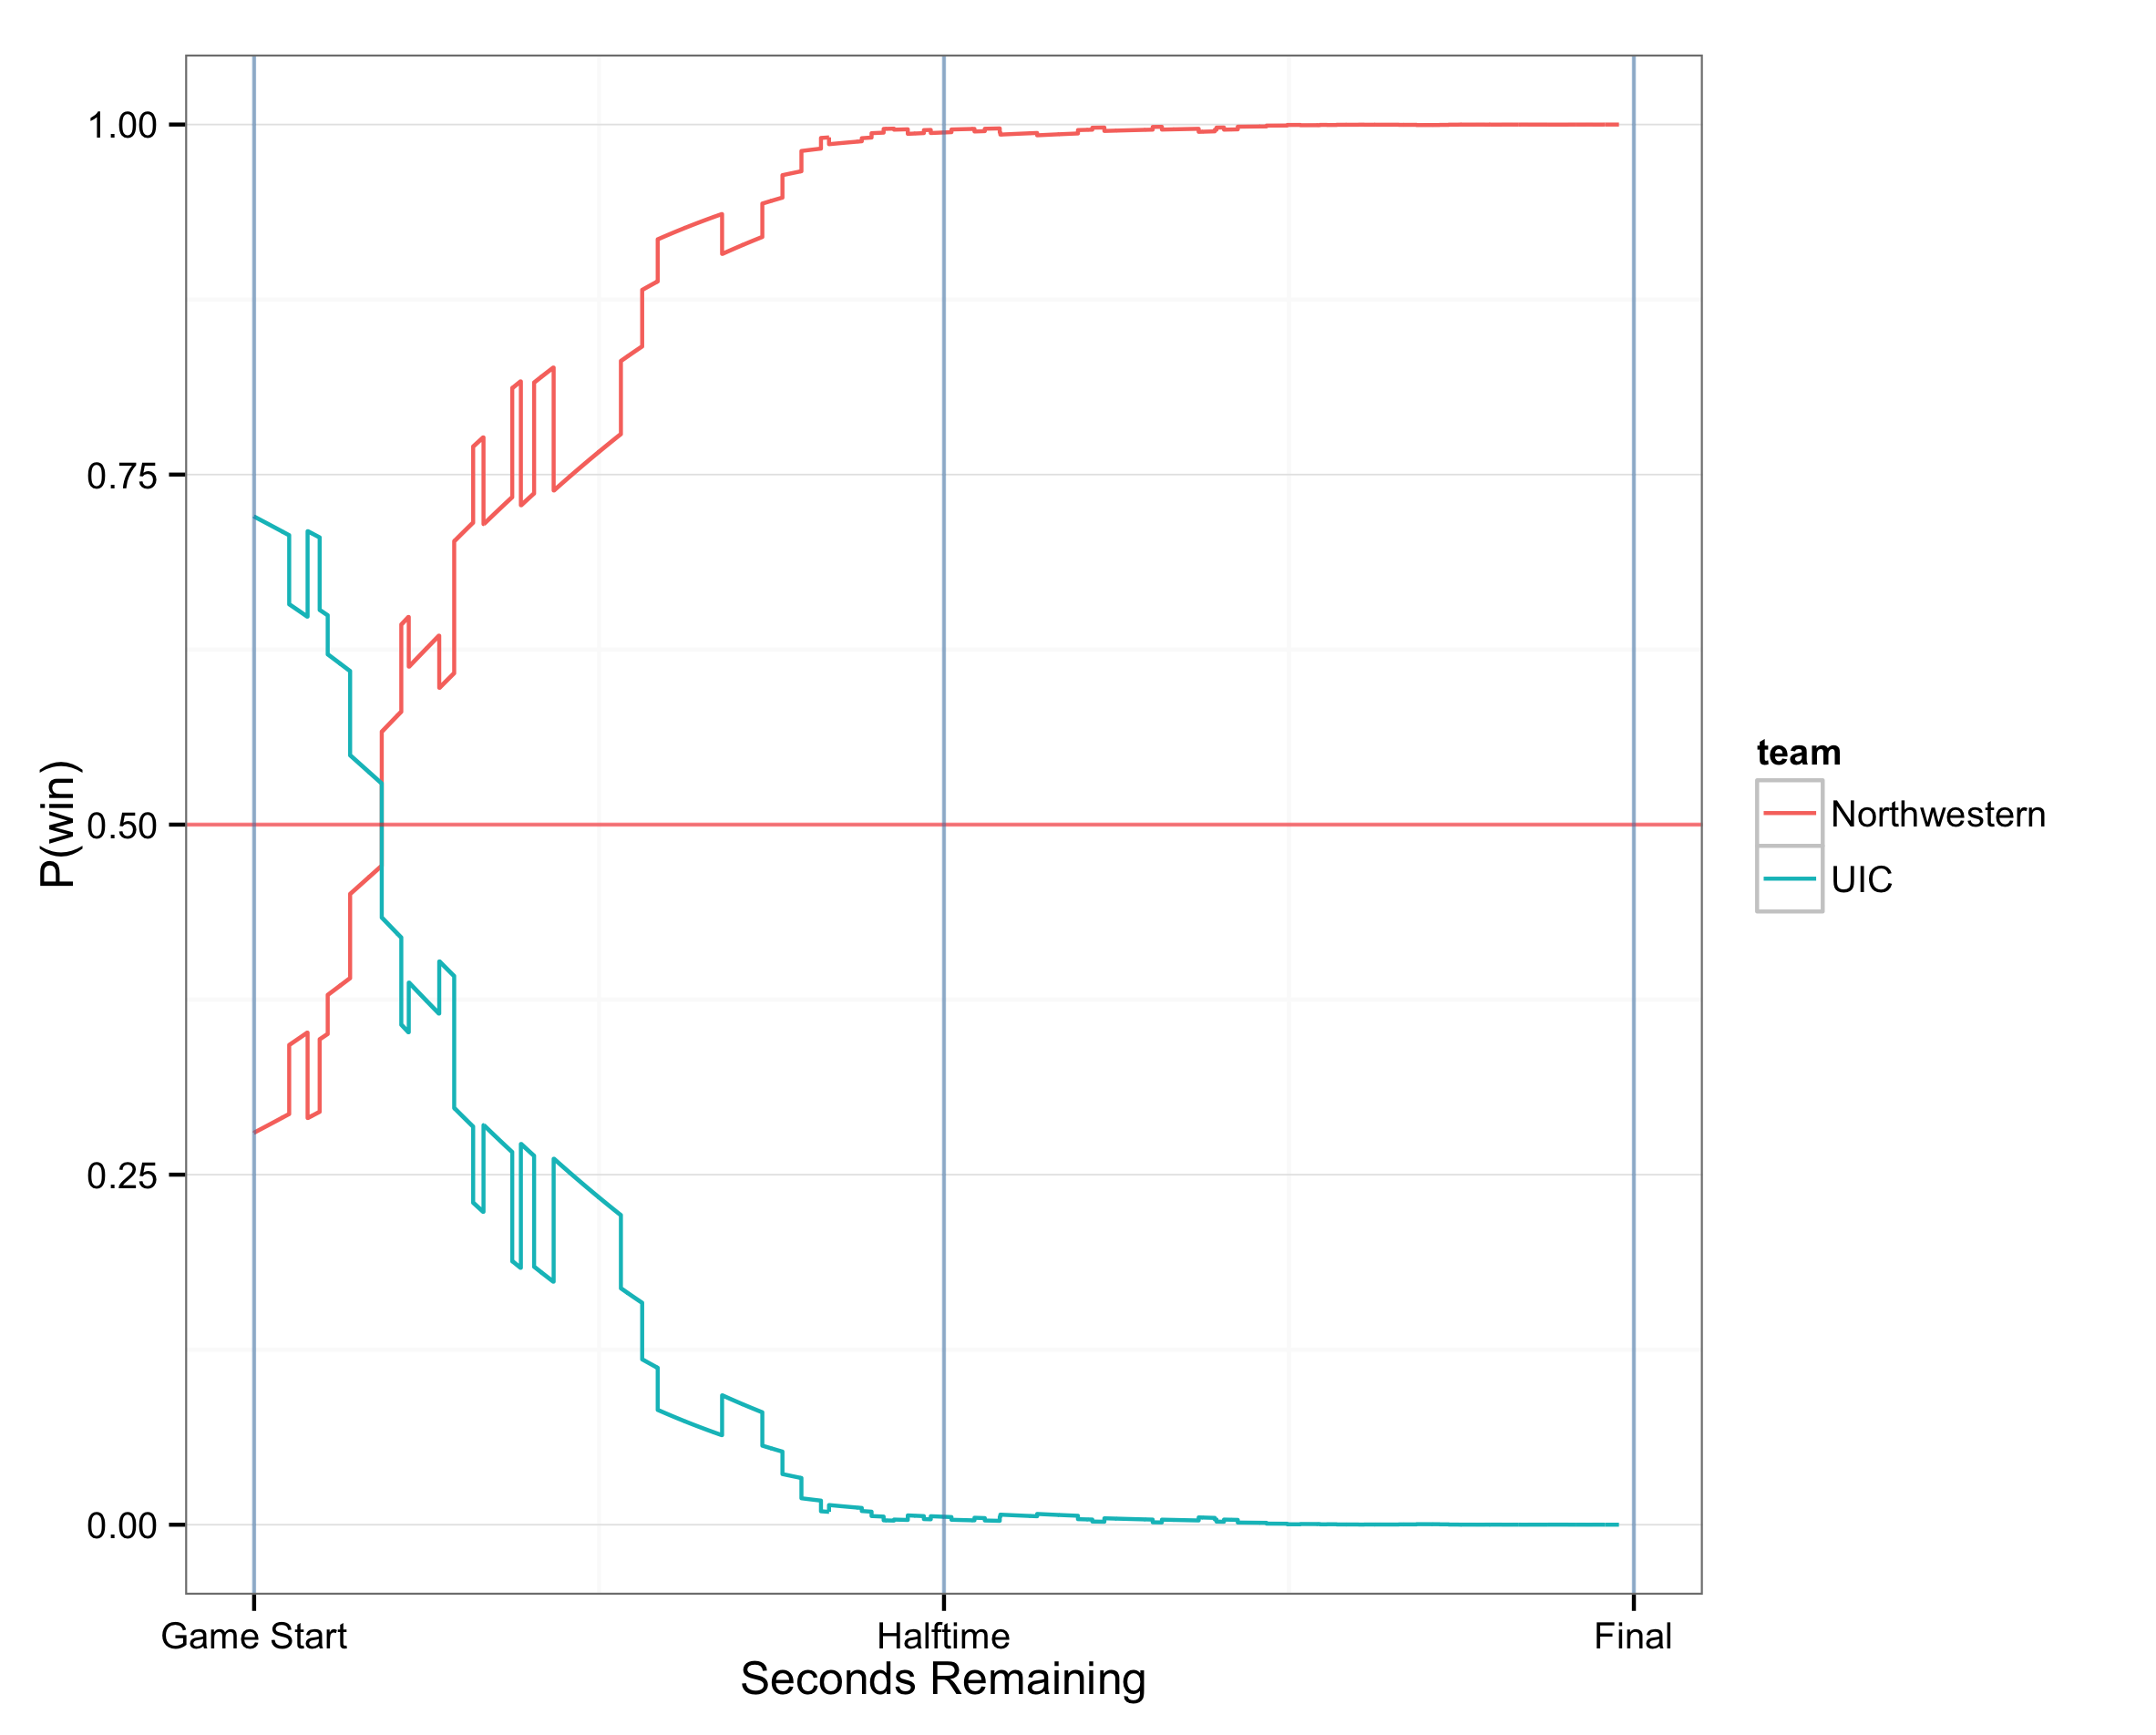 1.00
0.75
0.50
0.25
0.00
P(win)
Game Start
Halftime
Final
Seconds Remaining
team
Northwestern
UIC